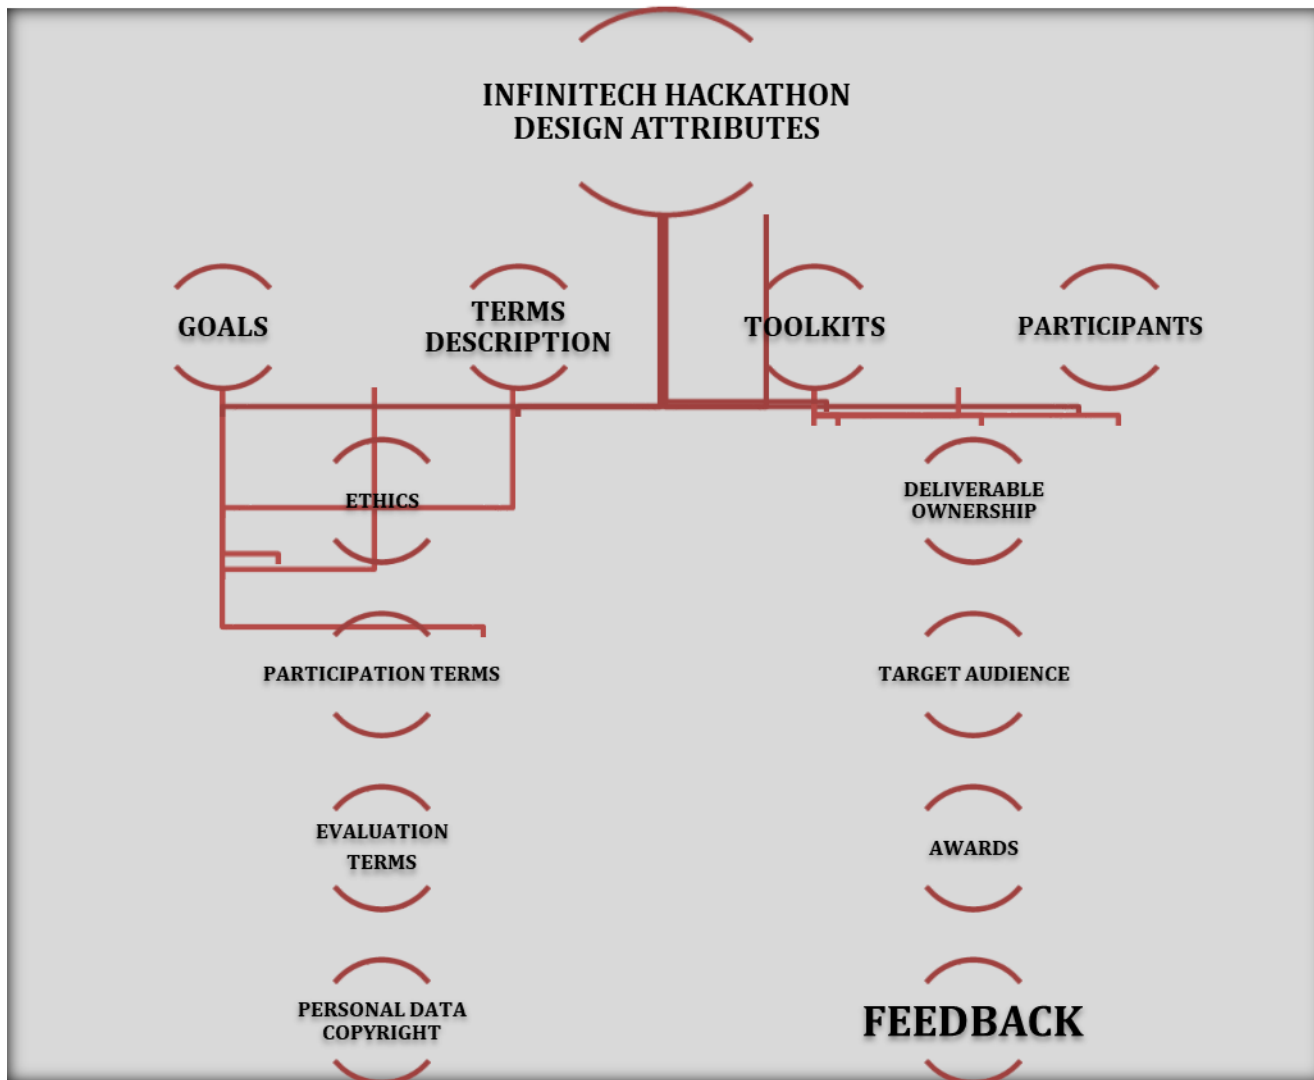 INFINITECH HACKATHON
DESIGN ATTRIBUTES
GOALS
TERMS
DESCRIPTION
TOOLKITS
PARTICIPANTS
ETHICS
DELIVERABLE
OWNERSHIP
PARTICIPATION TERMS
TARGET AUDIENCE
EVALUATION
TERMS
AWARDS
PERSONAL DATA
COPYRIGHT
FEEDBACK